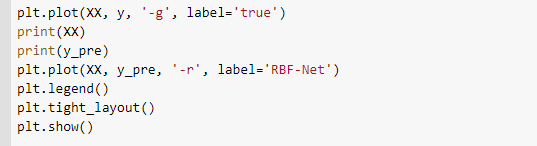 plt.plot(XX, y, '-g', label='true')
print(XX)
print(y_pre)
plt.plot(XX, y_pre, '-r', label='RBF-Net')
plt.legend()
plt.tight_layout()
plt.show()